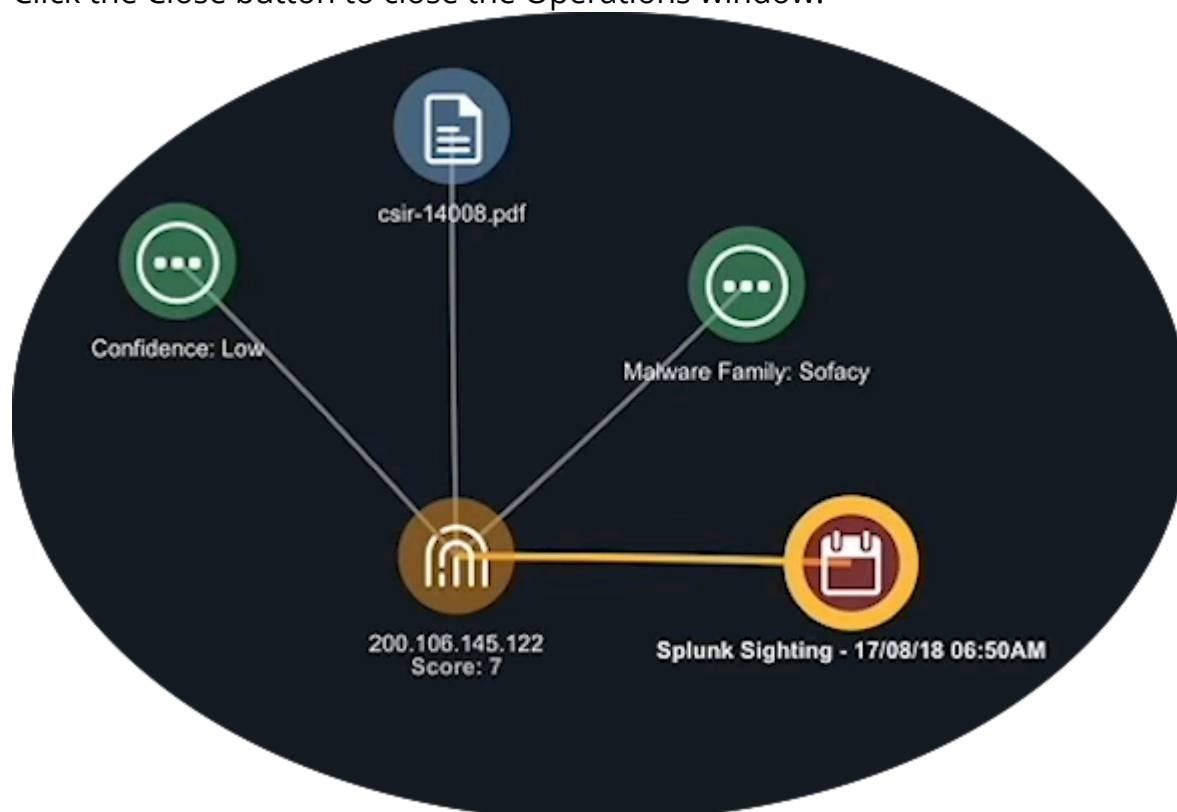 Click the Close button to close the Operations window.
csir-14008.pdf
Confidence: Low
Malware Family: Sofacy
200.106.145.122
Score: 7
Splunk Sighting - 17/08/18 06:50AM